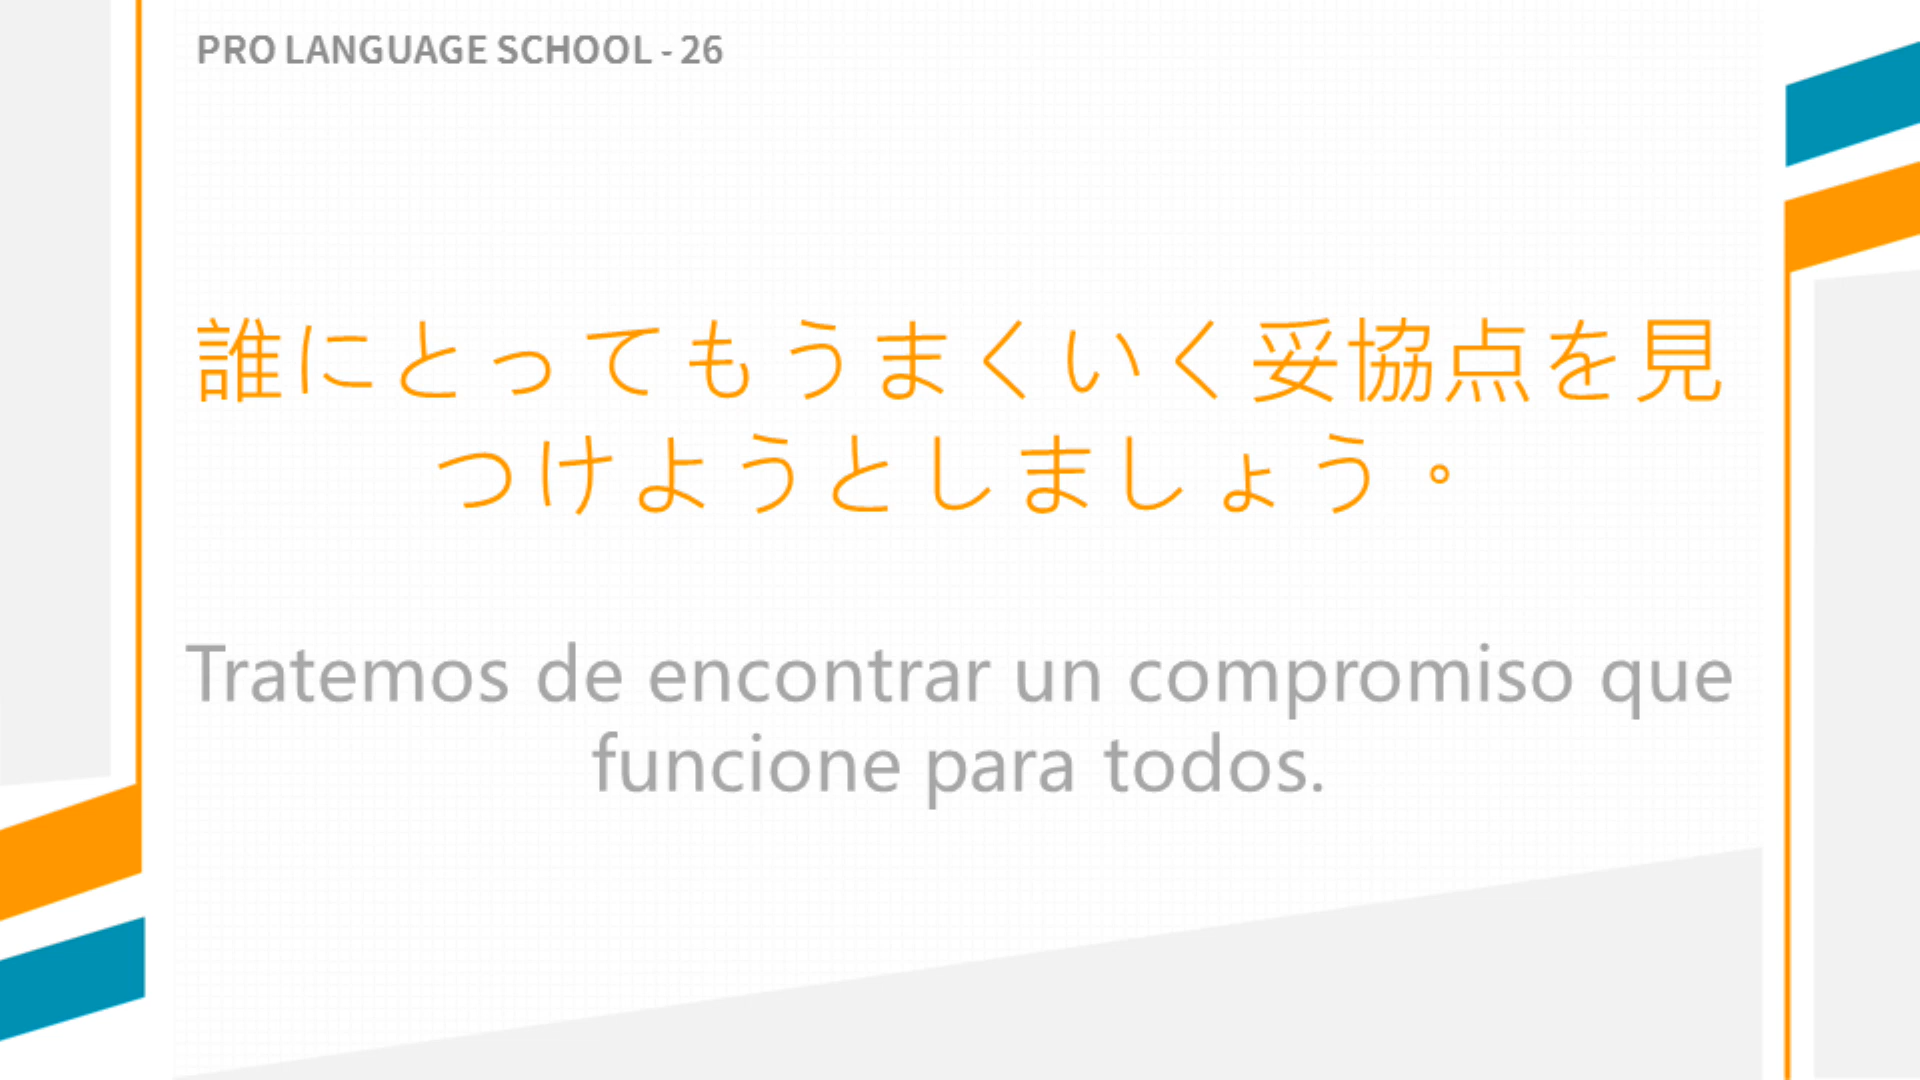 PRO LANGUAGE SCHOOL - 26
誰にとってもうまくいく妥協点を見
つけようとしましょう。
Tratemos de encontrar un compromiso que
funcione para todos.